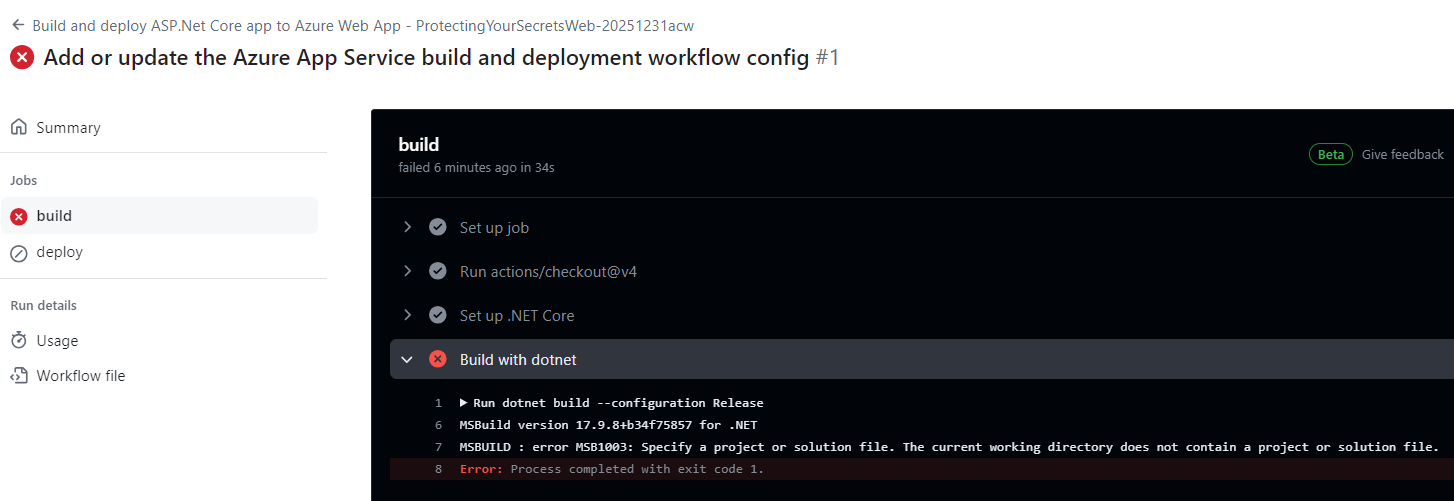 ← Build and deploy ASP.Net Core app to Azure Web App - ProtectingYourSecretsWeb-20251231acw
Add or update the Azure App Service build and deployment workflow config #1
Summary
Jobs
build
deploy
Run details
Usage
Workflow file
build
failed 6 minutes ago in 34s
Beta Give feedback
Set up job
Run actions/checkout@v4
Set up .NET Core
Build with dotnet
1 Run dotnet build --configuration Release
6 MSBuild version 17.9.8+b34f75857 for .NET
7 MSBUILD : error MSB1003: Specify a project or solution file. The current working directory does not contain a project or solution file.
8 Error: Process completed with exit code 1.